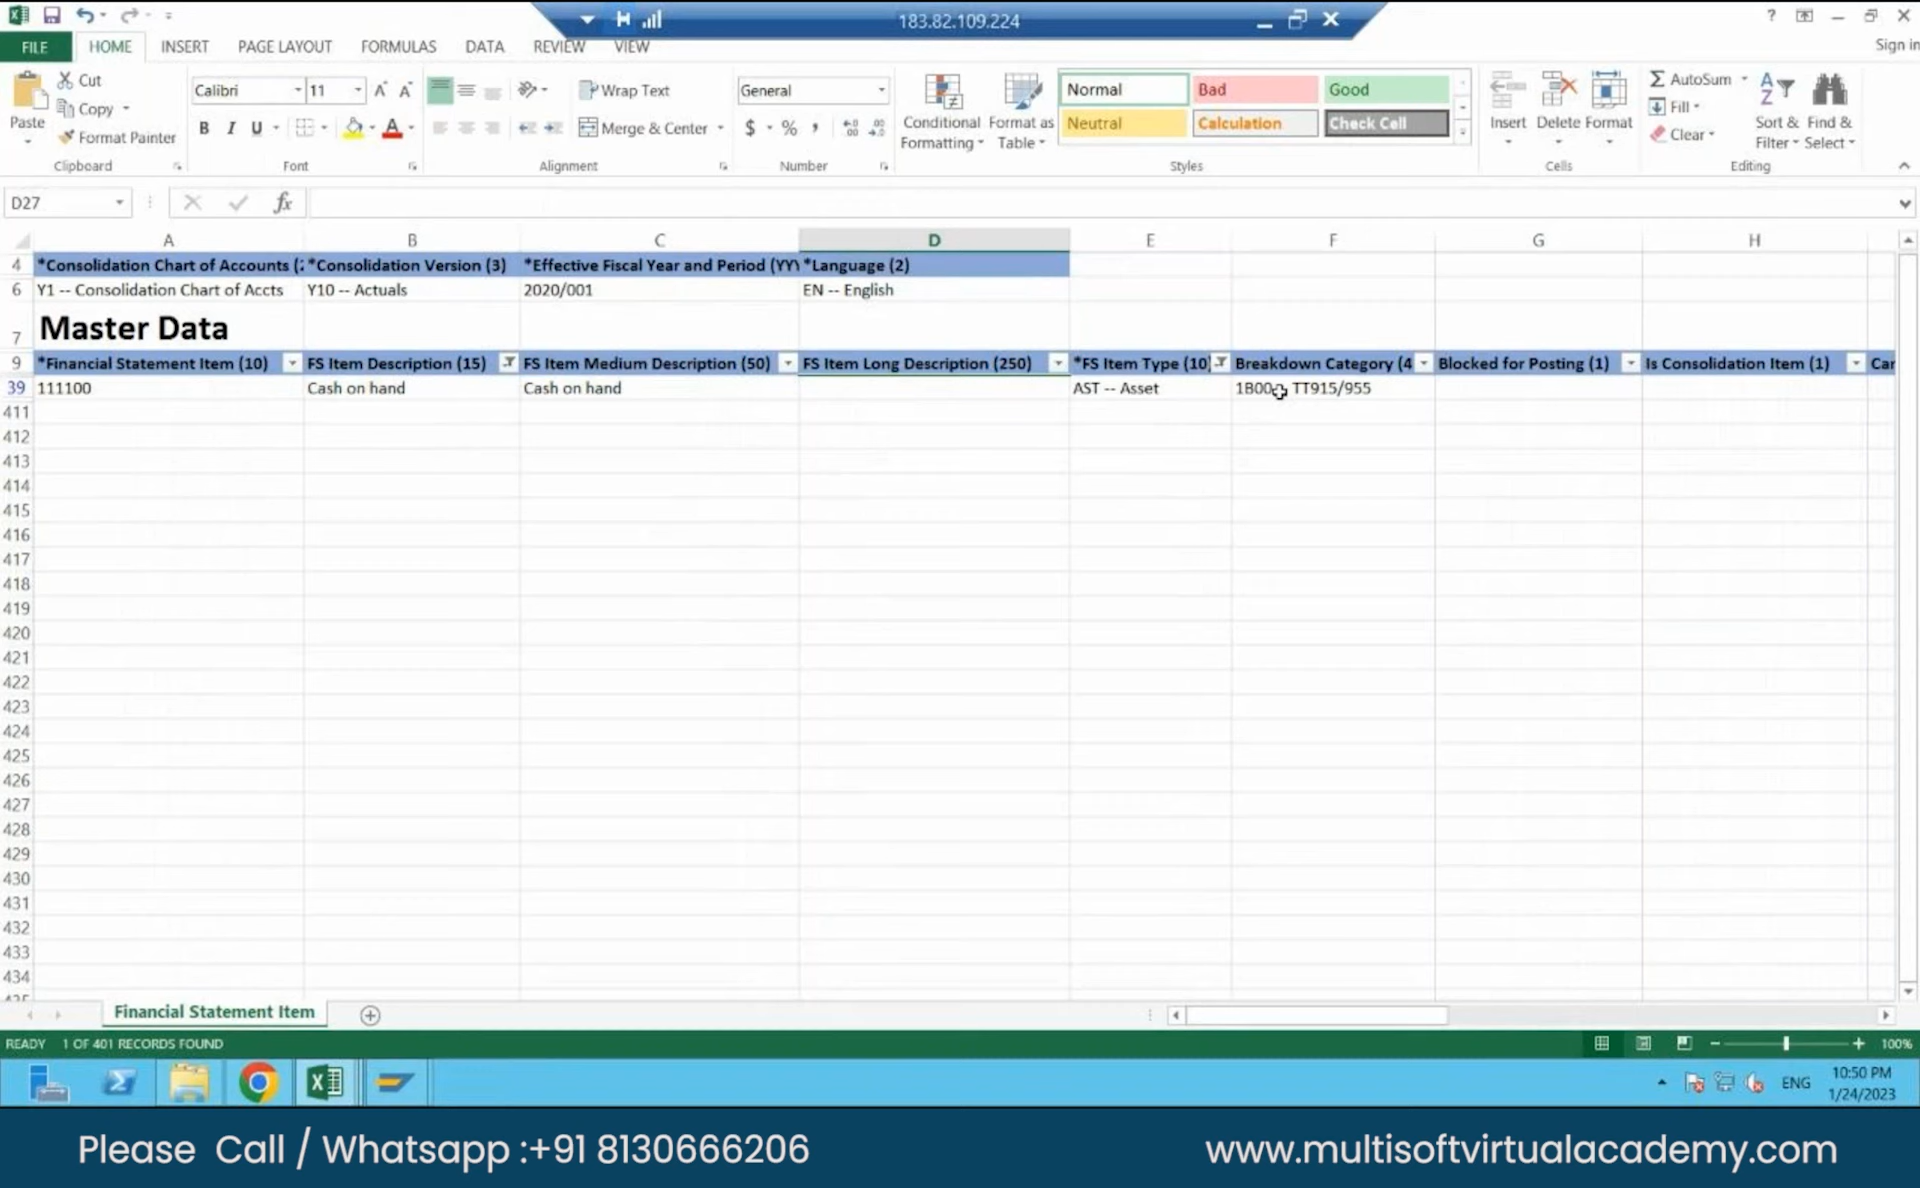 183.82.109.224
?
FILE HOME INSERT PAGE LAYOUT FORMULAS DATA REVIEW VIEW Sign in
Paste Cut Copy Format Painter
Clipboard
Calibri 11
B I U
Font
Wrap Text
Merge & Center
Alignment
General
$ % ,
Number
Conditional Formatting
Format as Table
Normal Bad Good
Neutral Calculation Check Cell
Styles
Insert Delete Format
Cells
AutoSum
Fill
Clear
Sort & Filter
Find & Select
Editing
D27 fx
A B C D E F G H
4 *Consolidation Chart of Accounts ( *Consolidation Version (3) *Effective Fiscal Year and Period (YY *Language (2)
6 Y1 -- Consolidation Chart of Accts Y10 -- Actuals 2020/001 EN -- English
7 Master Data
9 *Financial Statement Item (10) FS Item Description (15) FS Item Medium Description (50) FS Item Long Description (250) *FS Item Type (10) Breakdown Category (4 Blocked for Posting (1) Is Consolidation Item (1) Car
39 111100 Cash on hand Cash on hand AST -- Asset 1B00 TT915/955
411
412
413
414
415
416
417
418
419
420
421
422
423
424
425
426
427
428
429
430
431
432
433
434
Financial Statement Item
READY 1 OF 401 RECORDS FOUND 100%
ENG 10:50 PM
1/24/2023
Please Call / Whatsapp :+91 8130666206 www.multisoftvirtualacademy.com